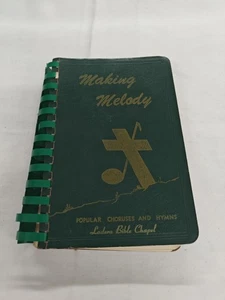 Making
Melody
POPULAR CHORUSES AND HYMNS
Bible Chapel